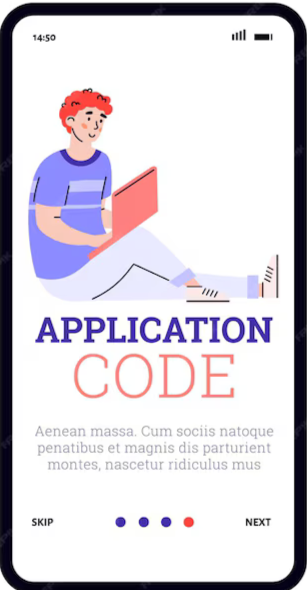 14:50
APPLICATION
CODE
Aenean massa. Cum sociis natoque
penatibus et magnis dis parturient
montes, nascetur ridiculus mus
SKIP
NEXT